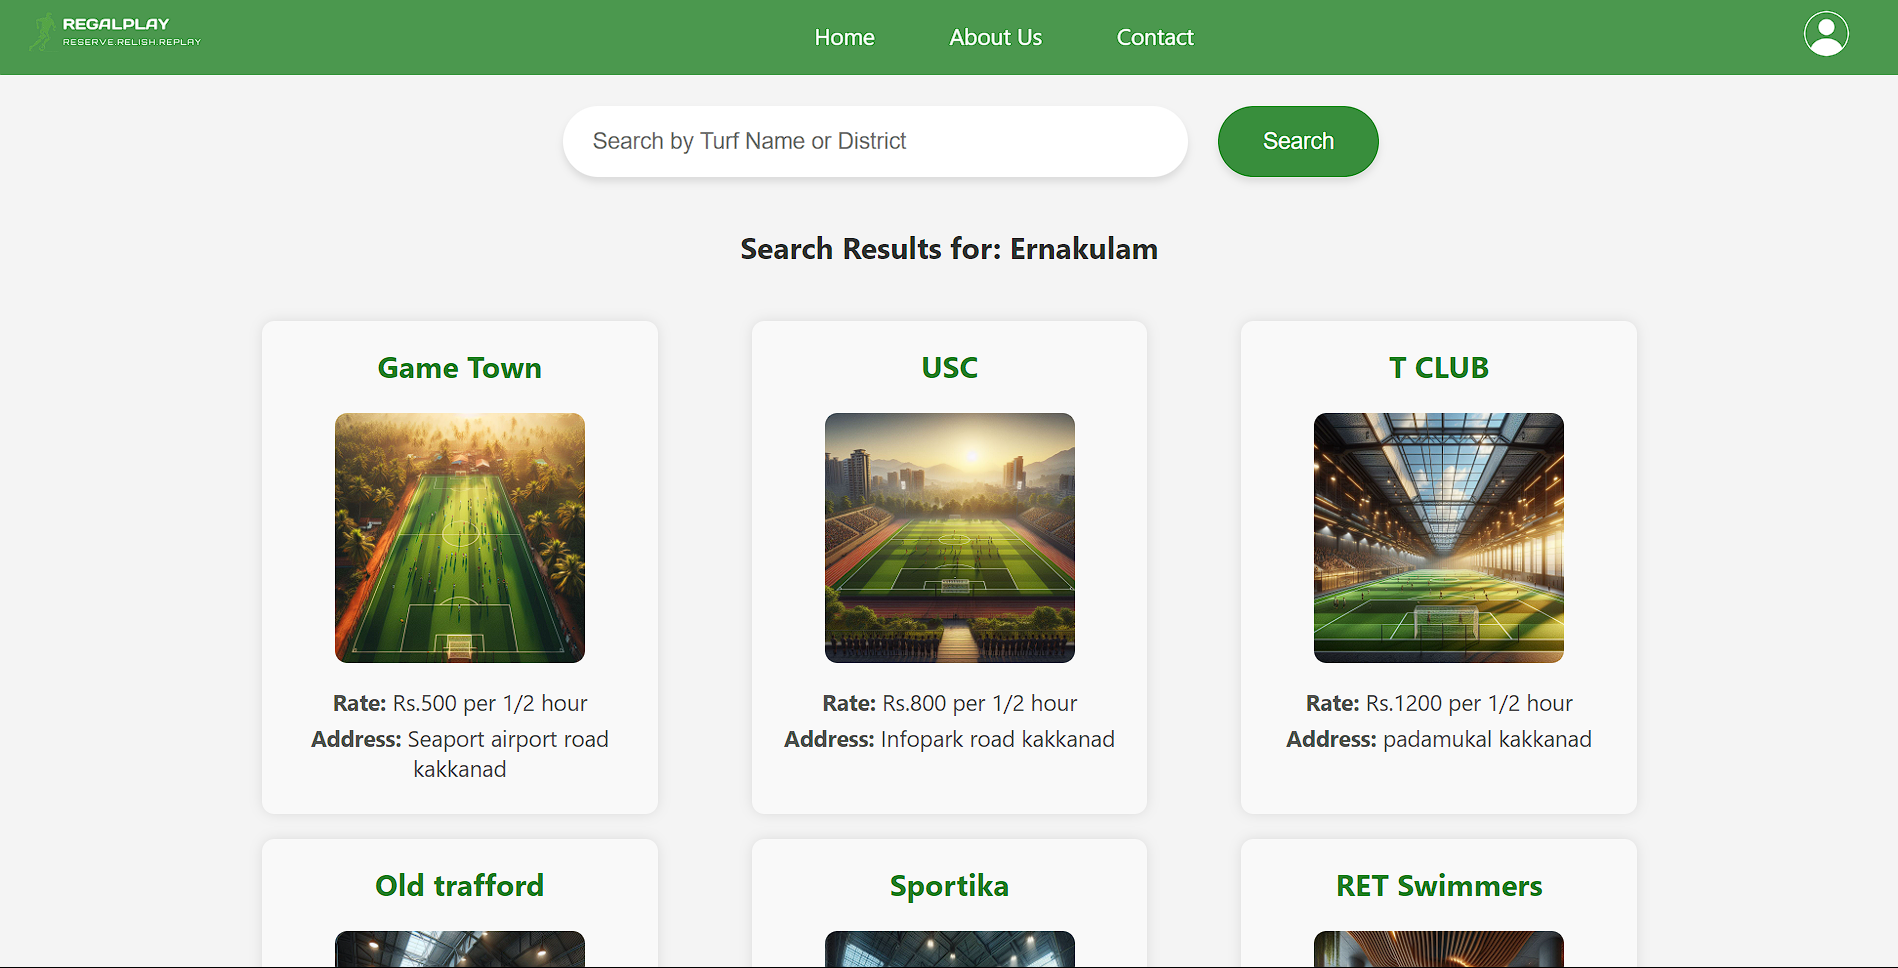 REGALPLAY
RESERVE.RELISH.REPLAY
Home
About Us
Contact
Search by Turf Name or District
Search
Search Results for: Ernakulam
Game Town
Rate: Rs.500 per 1/2 hour
Address: Seaport airport road
kakkanad
USC
Rate: Rs.800 per 1/2 hour
Address: Infopark road kakkanad
T CLUB
Rate: Rs.1200 per 1/2 hour
Address: padamukal kakkanad
Old trafford
Sportika
RET Swimmers